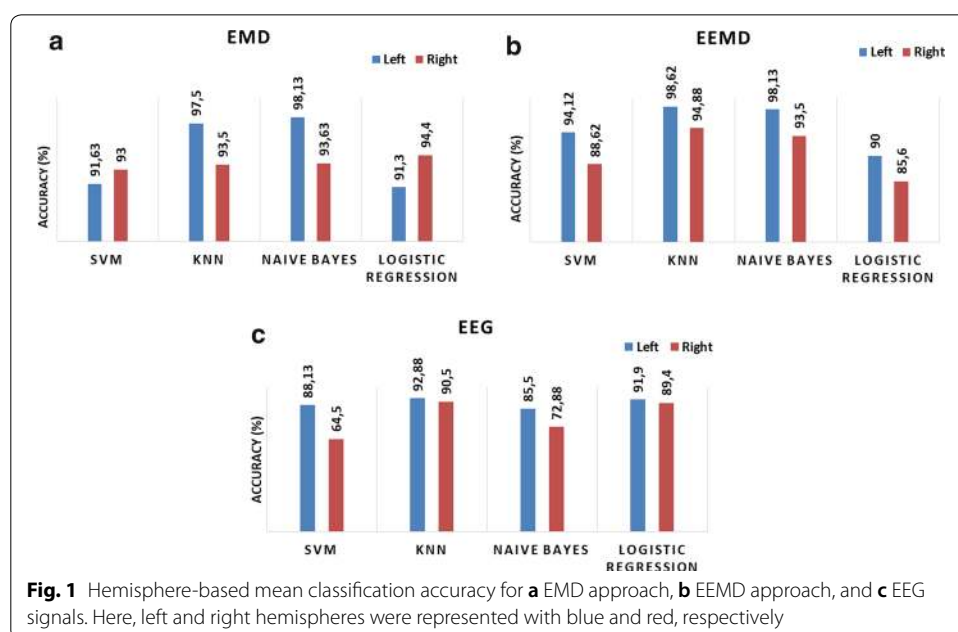 a
EMD
Left Right
ACCURACY (%)
91,63
93
97,5
93,5
98,13
93,63
91,3
94,4
SVM
KNN
NAIVE BAYES
LOGISTIC
REGRESSION
b
EEMD
Left Right
ACCURACY (%)
94,12
88,62
98,62
94,88
98,13
93,5
90
85,6
SVM
KNN
NAIVE BAYES
LOGISTIC
REGRESSION
c
EEG
Left Right
ACCURACY (%)
88,13
64,5
92,88
90,5
85,5
72,88
91,9
89,4
SVM
KNN
NAIVE BAYES
LOGISTIC
REGRESSION
Fig. 1 Hemisphere-based mean classification accuracy for a EMD approach, b EEMD approach, and c EEG
signals. Here, left and right hemispheres were represented with blue and red, respectively